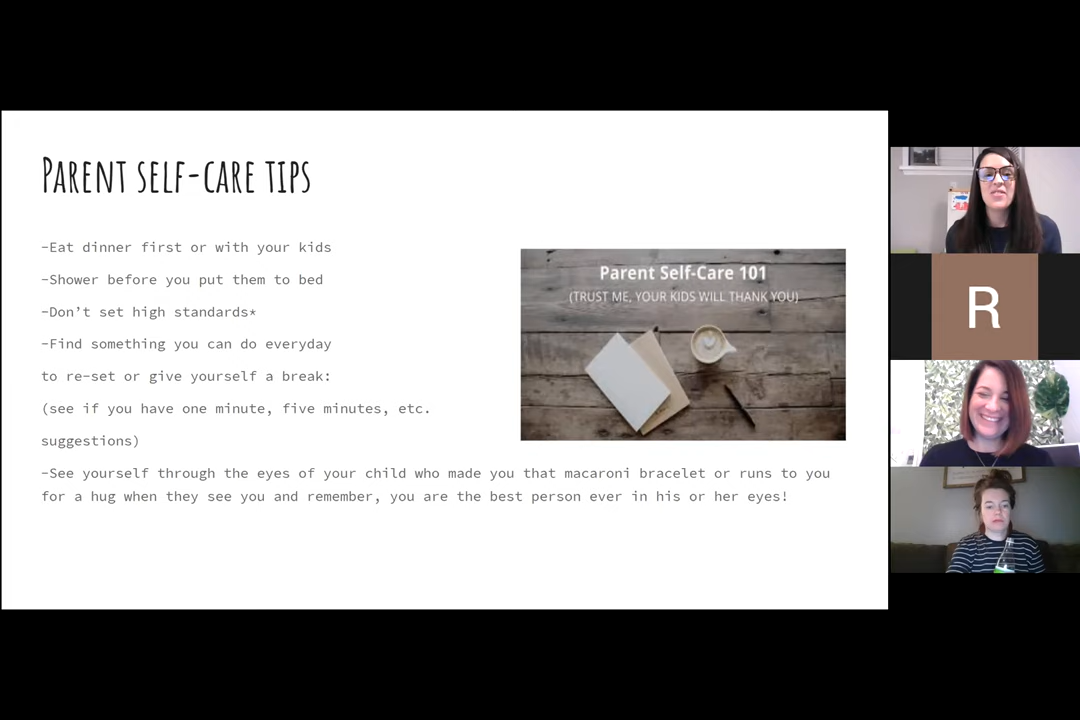 Parent self-care tips
-Eat dinner first or with your kids
-Shower before you put them to bed
-Don’t set high standards*
-Find something you can do everyday
to re-set or give yourself a break:
(see if you have one minute, five minutes, etc.
suggestions)
-See yourself through the eyes of your child who made you that macaroni bracelet or runs to you
for a hug when they see you and remember, you are the best person ever in his or her eyes!
Parent Self-Care 101
(TRUST ME, YOUR KIDS WILL THANK YOU)
R